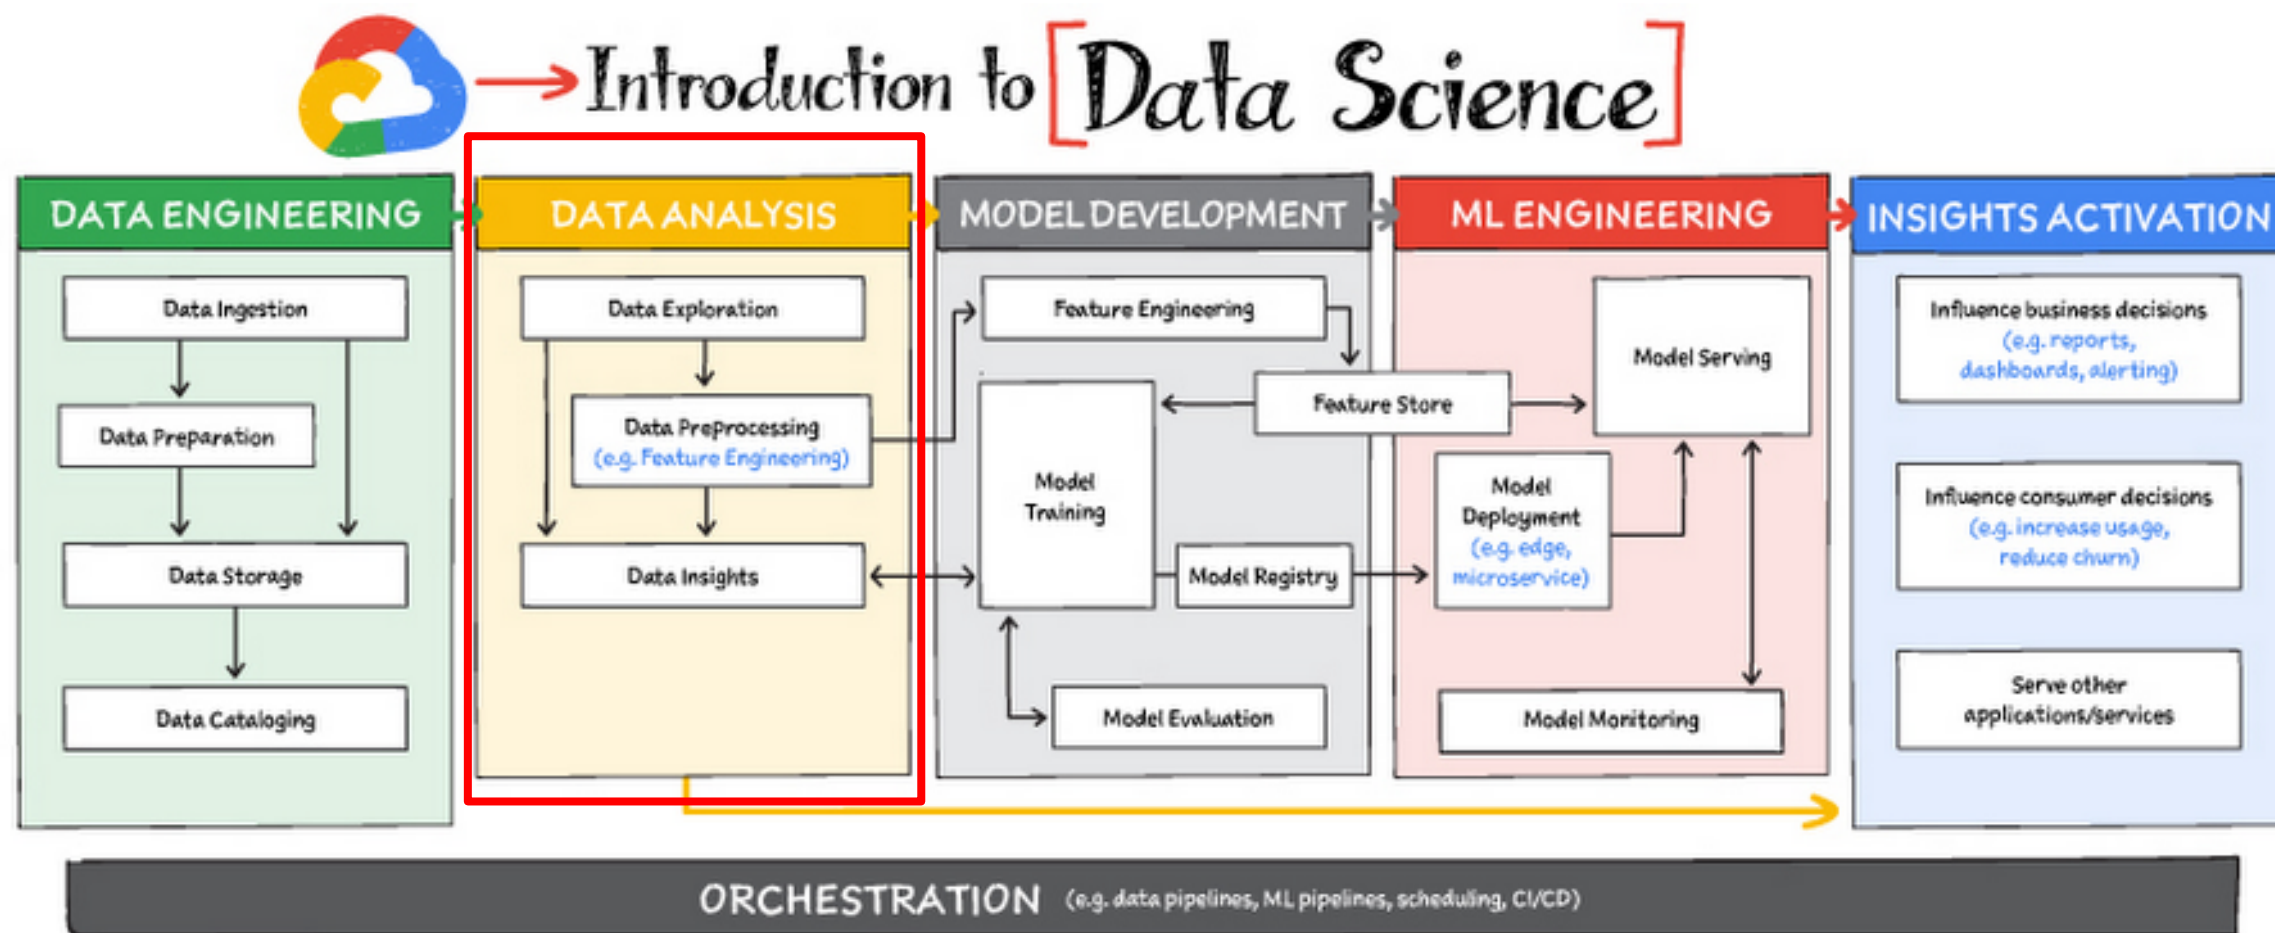 Introduction to [Data Science]
DATA ENGINEERING
Data Ingestion
Data Preparation
Data Storage
Data Cataloging
DATA ANALYSIS
Data Exploration
Data Preprocessing
(e.g. Feature Engineering)
Data Insights
MODEL DEVELOPMENT
Feature Engineering
Feature Store
Model
Training
Model Registry
Model Evaluation
ML ENGINEERING
Model Serving
Model
Deployment
(e.g. edge,
microservice)
Model Monitoring
INSIGHTS ACTIVATION
Influence business decisions
(e.g. reports,
dashboards, alerting)
Influence consumer decisions
(e.g. increase usage,
reduce churn)
Serve other
applications/services
ORCHESTRATION (e.g. data pipelines, ML pipelines, scheduling, CI/CD)